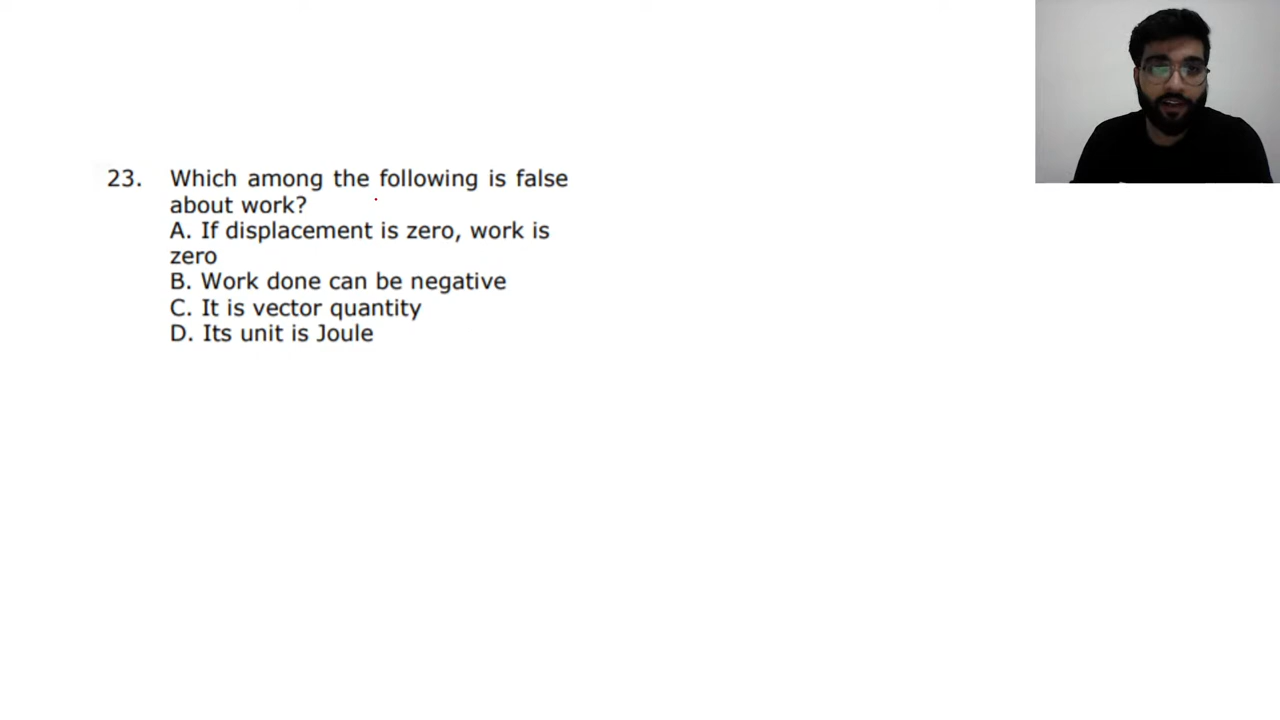 23. Which among the following is false
about work?
A. If displacement is zero, work is
zero
B. Work done can be negative
C. It is vector quantity
D. Its unit is Joule